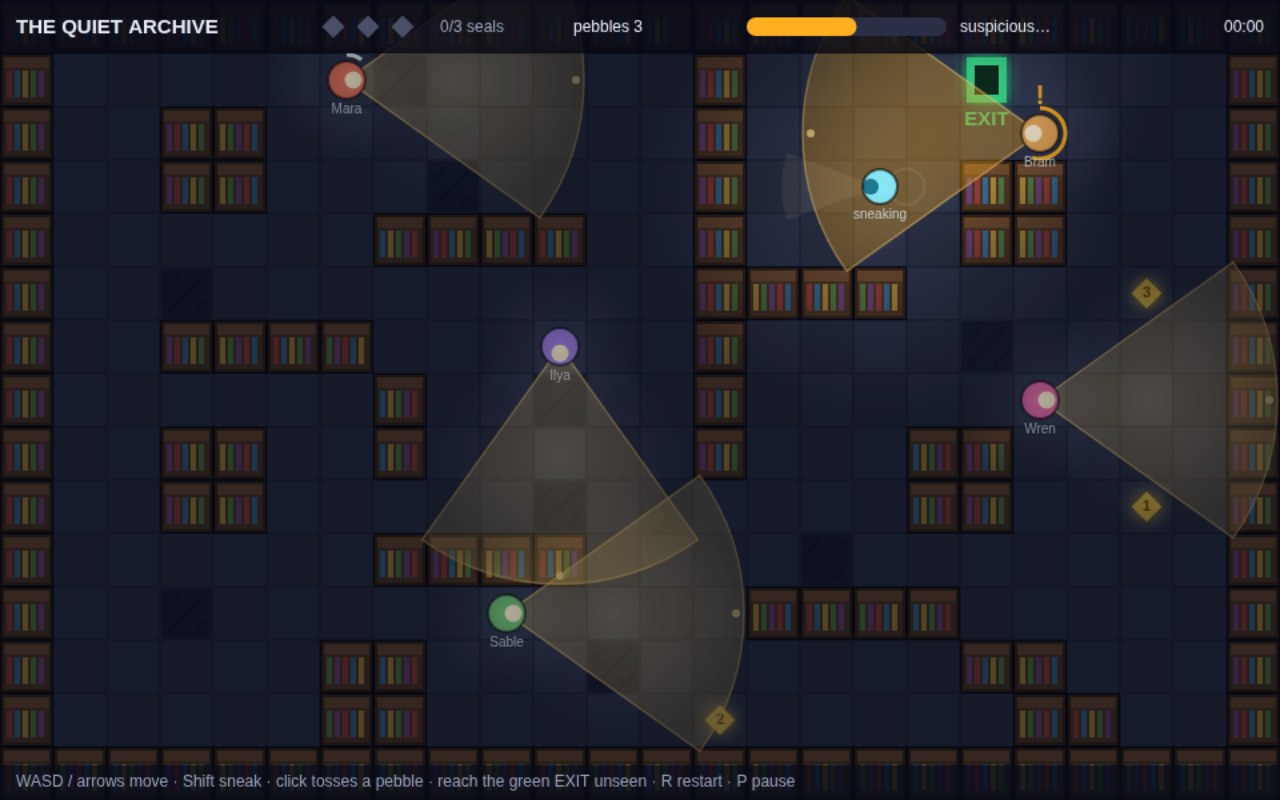 THE QUIET ARCHIVE
0/3 seals
pebbles 3
suspicious…
00:00
Mara
!
EXIT
Bram
sneaking
3
Ilya
Wren
1
Sable
2
WASD / arrows move · Shift sneak · click tosses a pebble · reach the green EXIT unseen · R restart · P pause